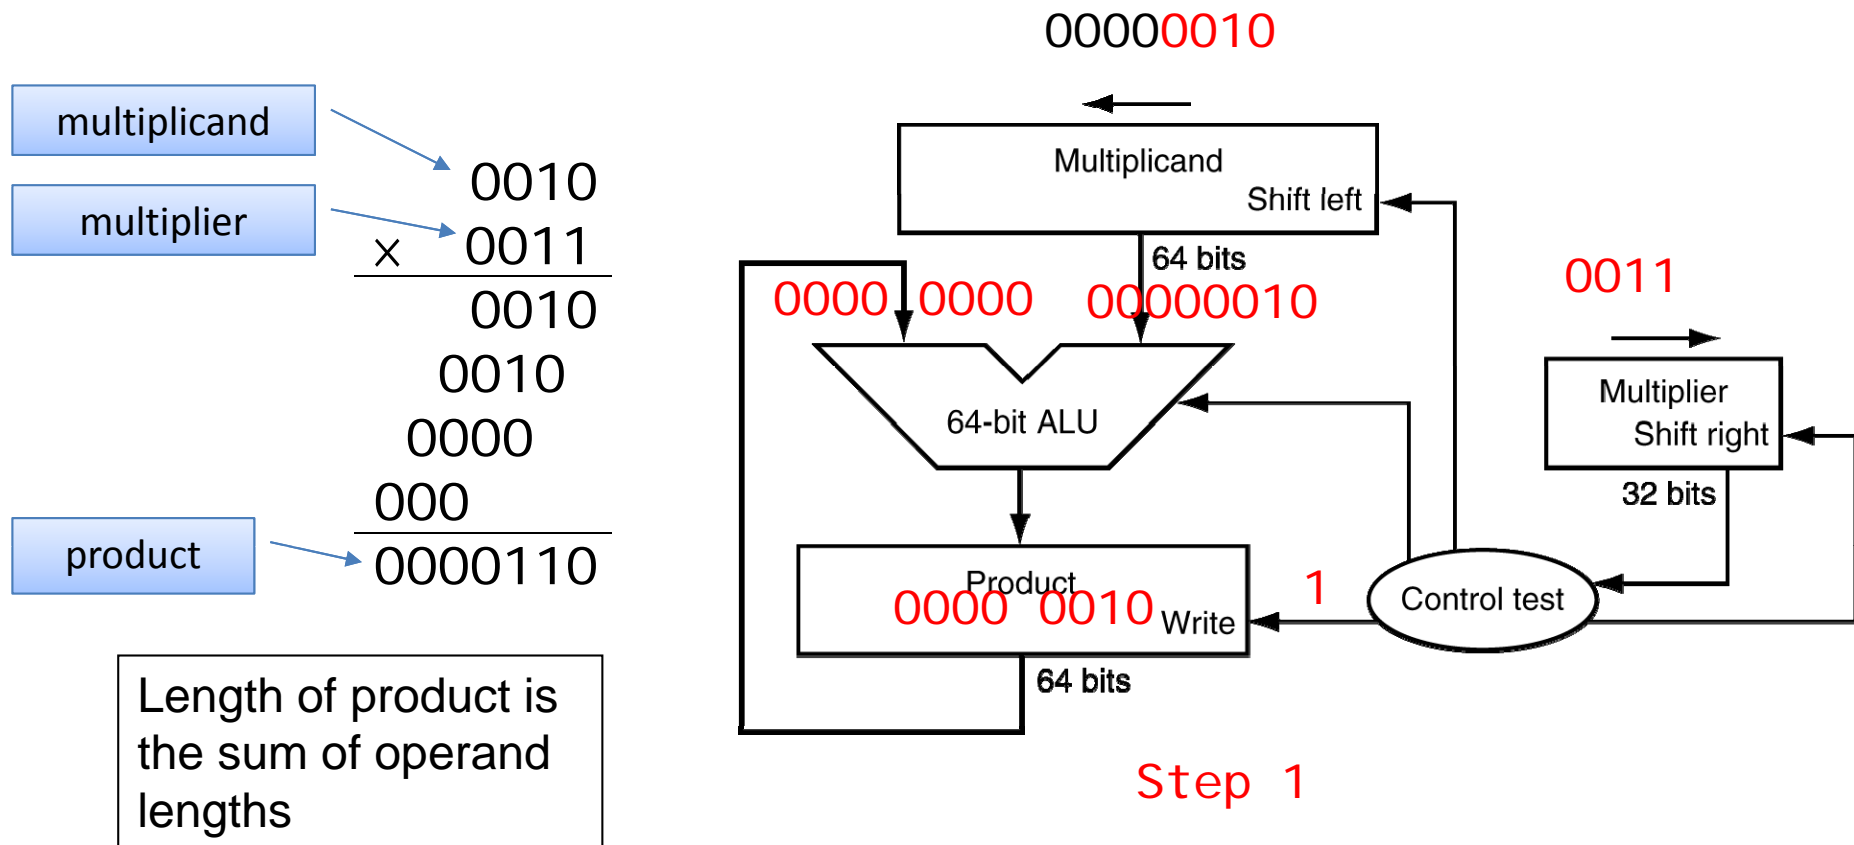 multiplicand
multiplier
0010
x 0011
0010
0010
0000
000
product
0000110
Length of product is
the sum of operand
lengths
00000010
Multiplicand
Shift left
64 bits
0000 0000
00000010
64-bit ALU
0011
Multiplier
Shift right
32 bits
Product
0000 0010
Write
1
Control test
64 bits
Step 1